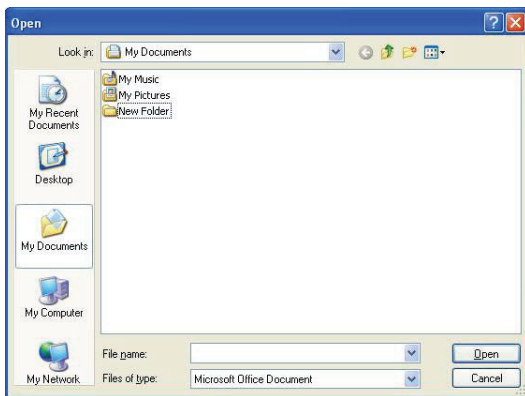 Open
Look in: My Documents
My Music
My Pictures
New Folder
My Recent
Documents
Desktop
My Documents
My Computer
My Network
File name:
Open
Files of type: Microsoft Office Document
Cancel